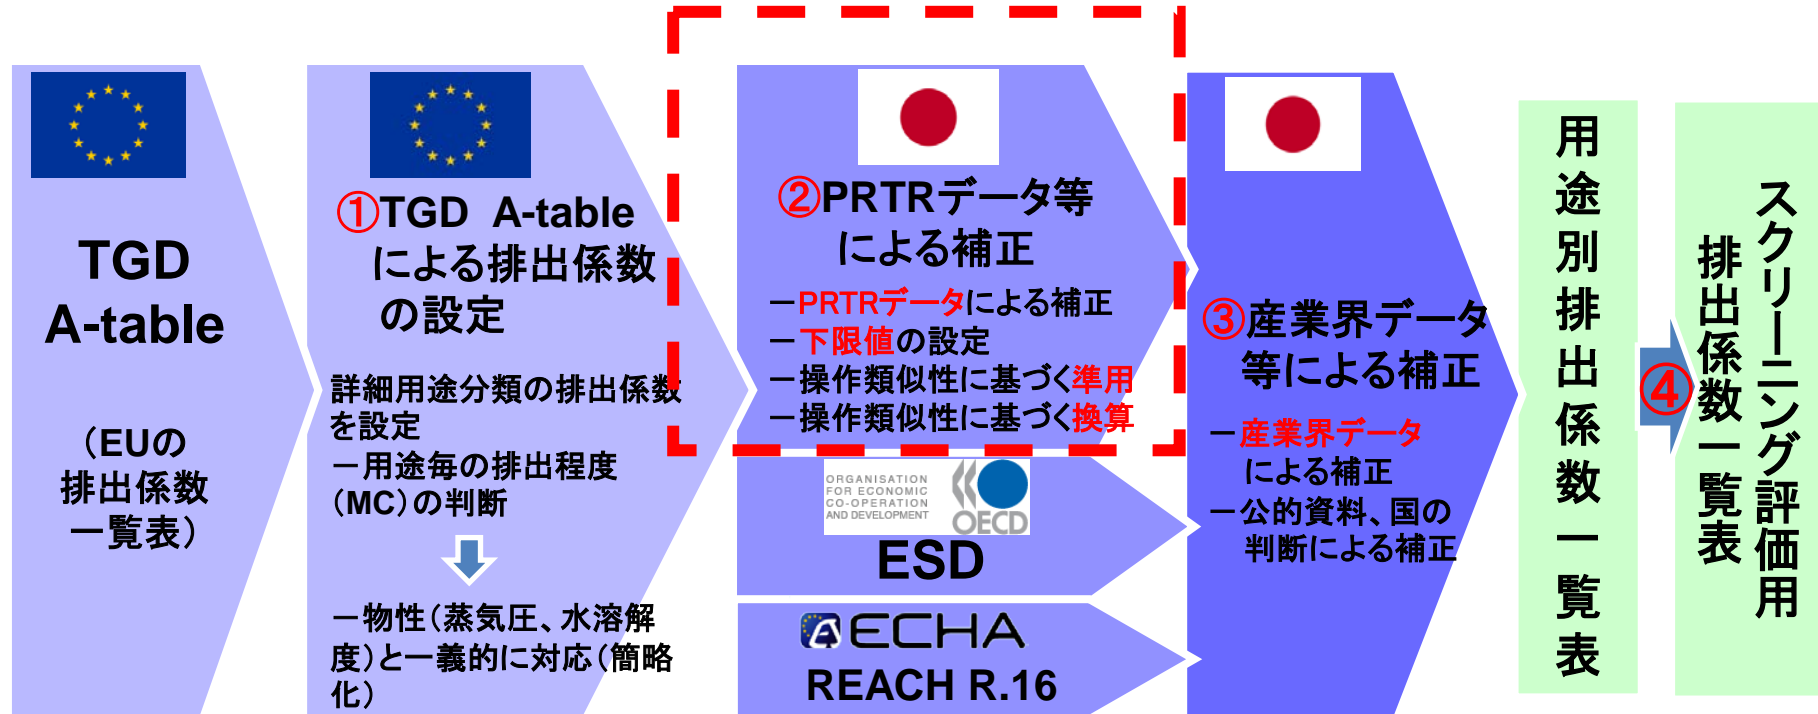 TGD
A-table
（EUの
排出係数
一覧表）
①TGD A-table
による排出係数
の設定
詳細用途分類の排出係数
を設定
－用途毎の排出程度
（MC）の判断
－物性（蒸気圧、水溶解
度）と一義的に対応（簡略
化）
②PRTRデータ等
による補正
－PRTRデータによる補正
－下限値の設定
－操作類似性に基づく準用
－操作類似性に基づく換算
ORGANISATION
FOR ECONOMIC
CO-OPERATION
AND DEVELOPMENT
OECD
ESD
ECHA
REACH R.16
③産業界データ
等による補正
－産業界データ
による補正
－公的資料、国の
判断による補正
用途別排出係数一覧表
④
スクリーニング評価用
排出係数一覧表